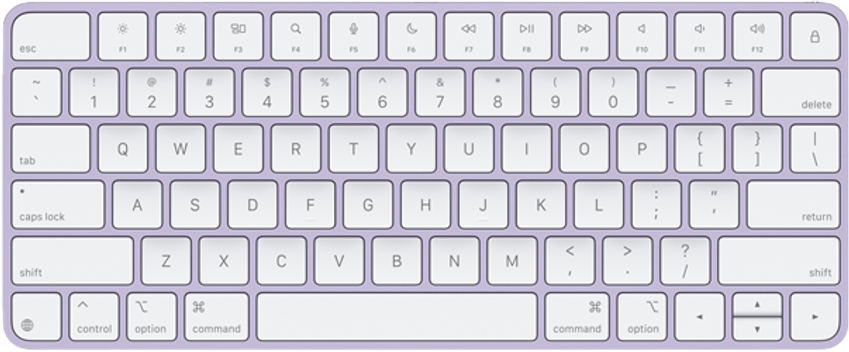 esc F1 F2 F3 F4 F5 F6 F7 F8 F9 F10 F11 F12
~ ! @ # $ % ^ & * ( ) _ +
` 1 2 3 4 5 6 7 8 9 0 - = delete
tab Q W E R T Y U I O P { [ } ] | \
caps lock A S D F G H J K L : ; " ' return
shift Z X C V B N M < , > . ? / shift
^ control ⌥ option ⌘ command ⌘ command ⌥ option ◂ ▴ ▾ ▸